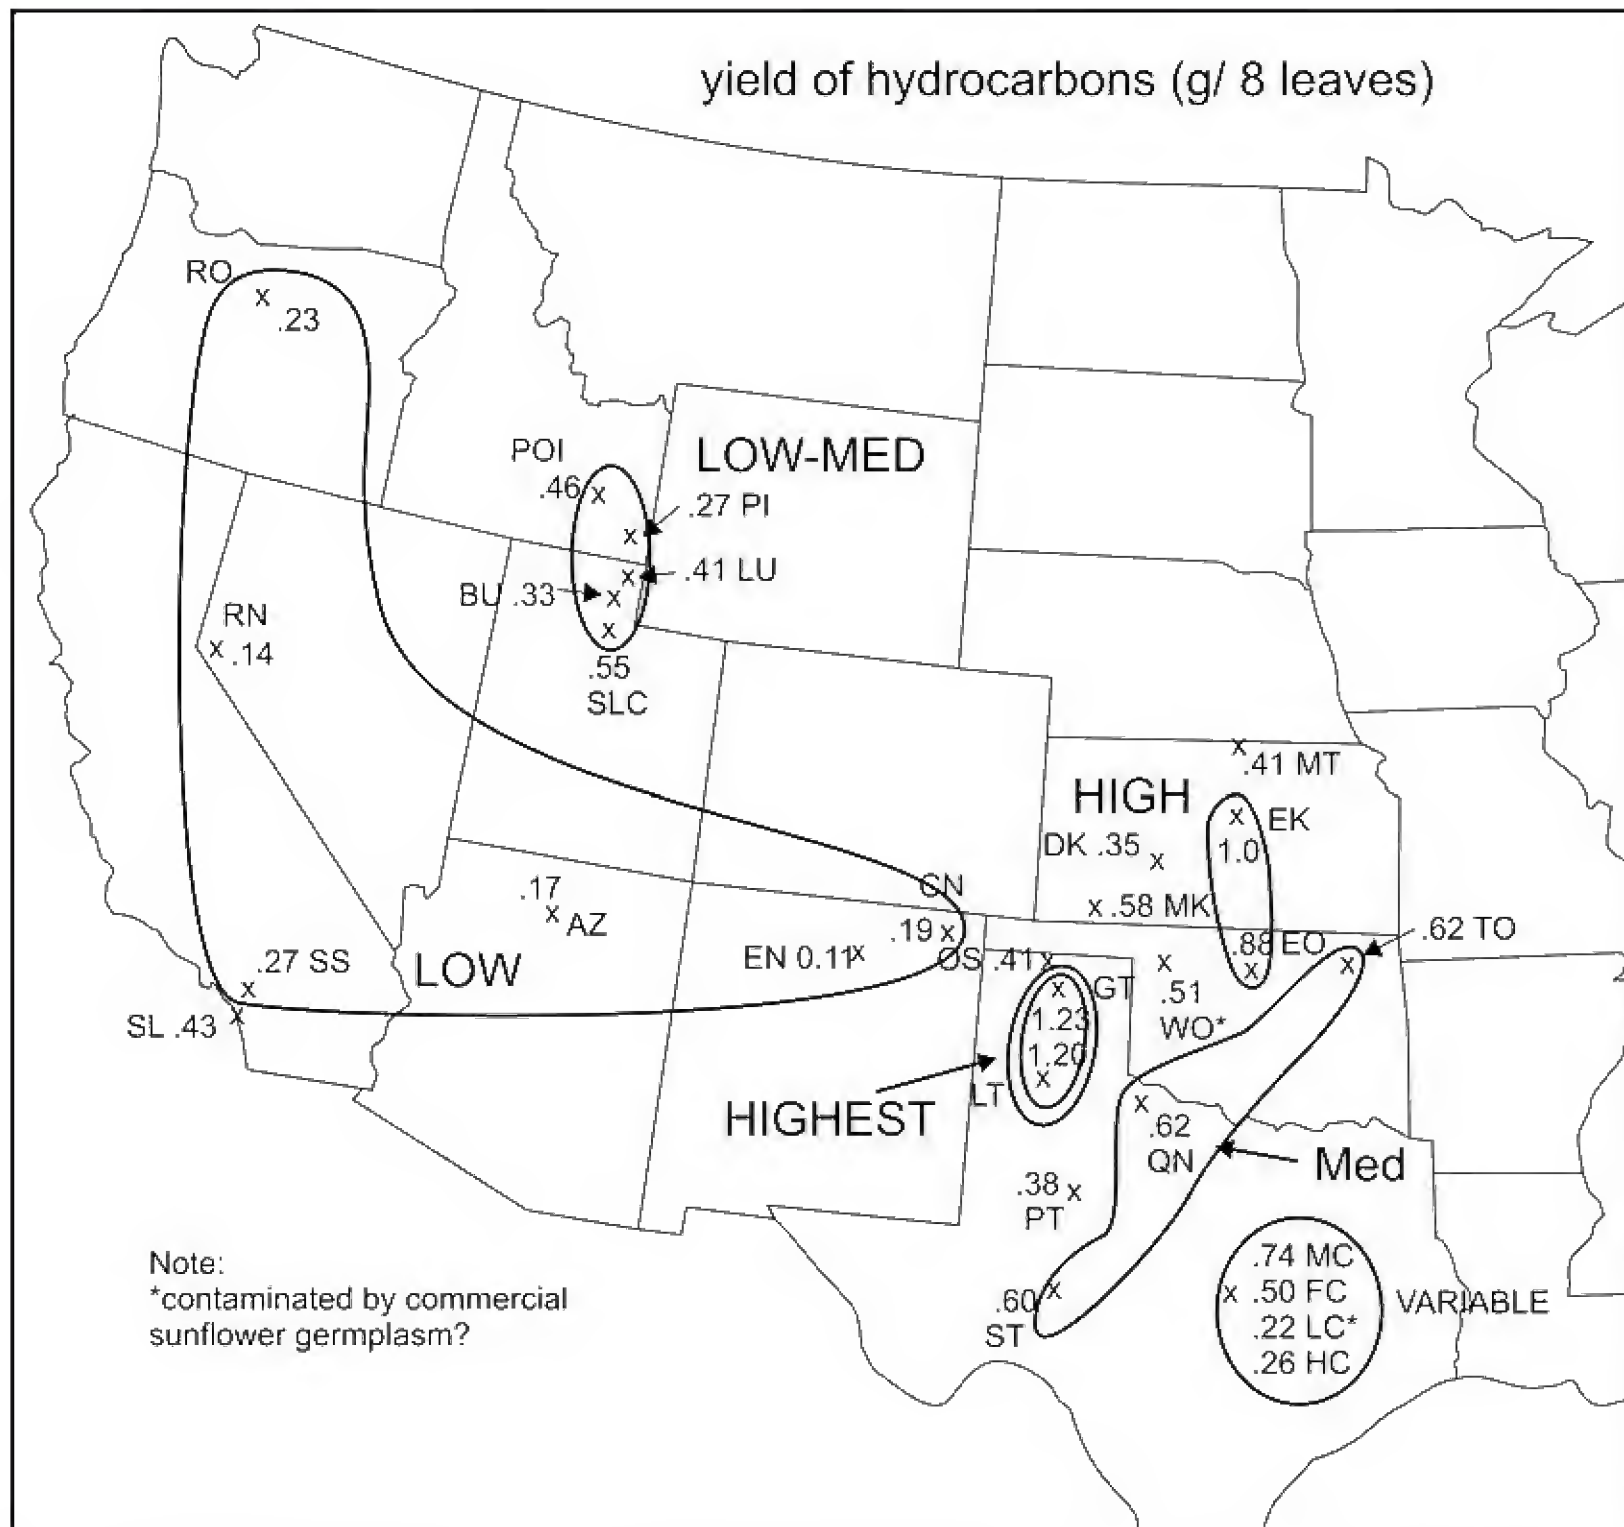 yield of hydrocarbons (g/ 8 leaves)
RO
.23
POI
.46
LOW-MED
.27 PI
.41 LU
BU .33
.55
SLC
RN
.14
.41 MT
HIGH
EK
1.0
DK .35
.58 MK
.17
AZ
CN
.19
EN 0.11
OS .41
.88 EO
.62 TO
.27 SS
LOW
SL .43
GT
1.23
1.20
LT
HIGHEST
.51
WO*
.62
QN
Med
.38
PT
.60
ST
.74 MC
.50 FC
.22 LC*
.26 HC
VARIABLE
Note:
*contaminated by commercial
sunflower germplasm?